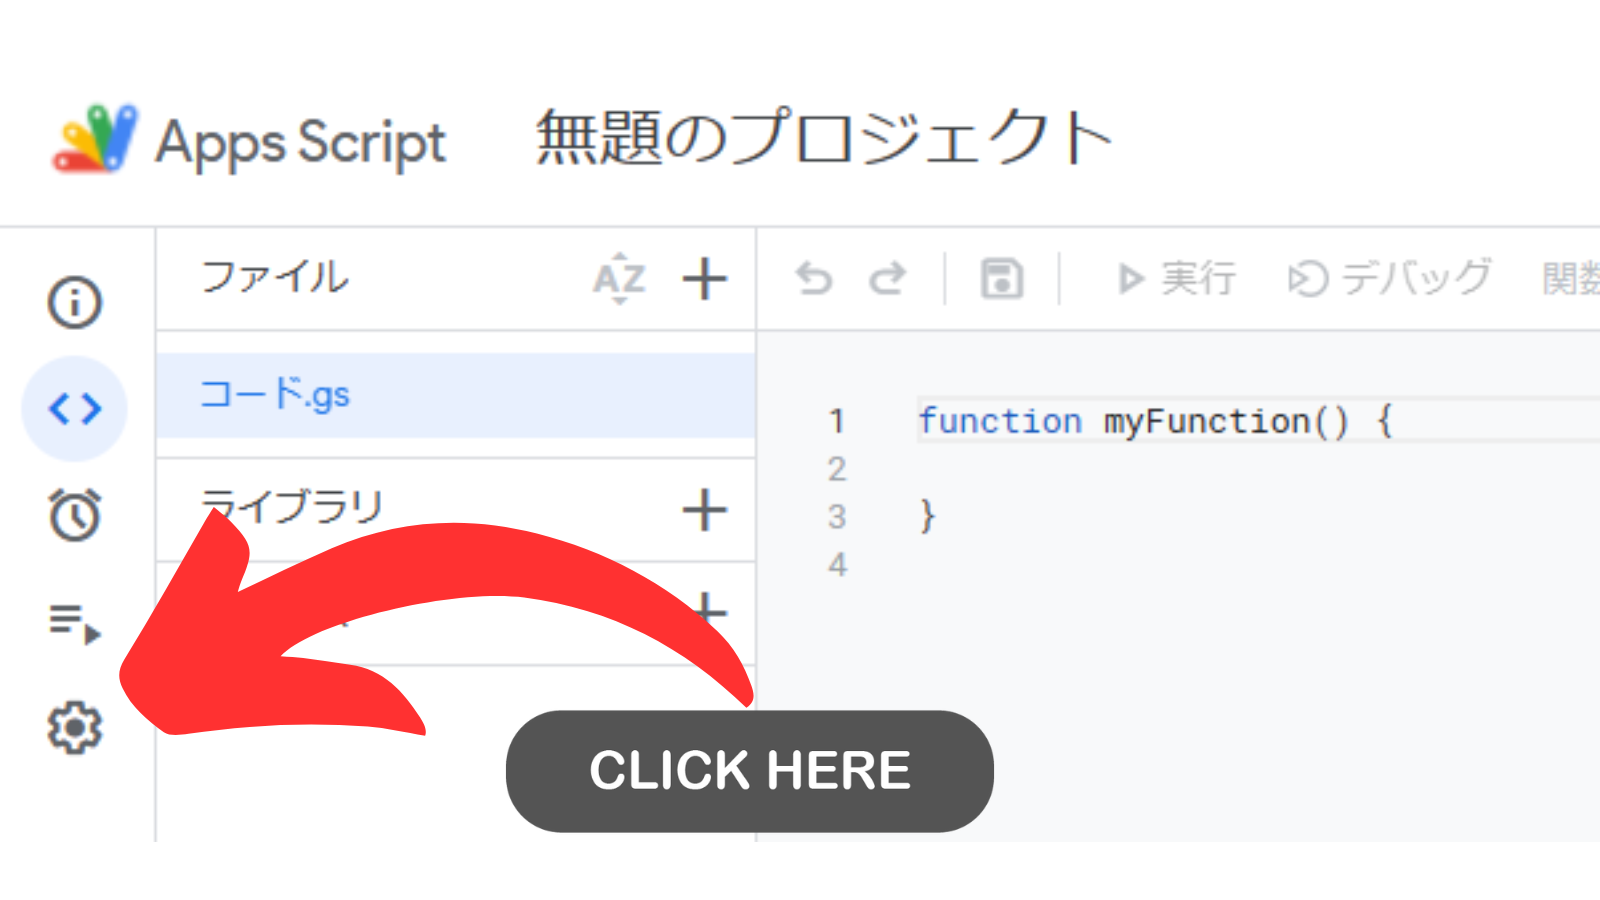 Apps Script 無題のプロジェクト
ファイル AZ
実行 デバッグ 関数
コード.gs
ライブラリ
1 function myFunction() {
2
3 }
4
CLICK HERE